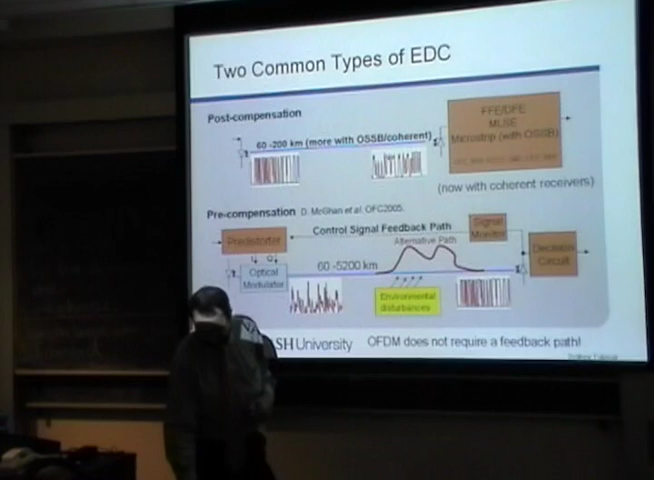 Two Common Types of EDC
Post-compensation
FFE/DFE
MLSE
Microstrip (with OSSB)
60 -200 km (more with OSSB/coherent)
(now with coherent receivers)
Pre-compensation D. McGhan et al. OFC2005.
Control Signal Feedback Path
Signal
Monitor
Predistorter
Alternative Path
Decision
Circuit
I Q
Optical
Modulator
60 -5200 km
Environmental
disturbances
SH University
OFDM does not require a feedback path!